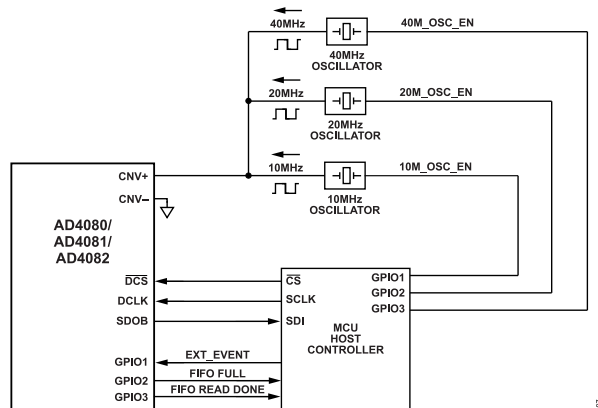 40MHz
40M_OSC_EN
40MHz
OSCILLATOR
20MHz
20M_OSC_EN
20MHz
OSCILLATOR
10MHz
10M_OSC_EN
10MHz
OSCILLATOR
CNV+
CNV–
AD4080/
AD4081/
AD4082
DCS
DCLK
SDOB
GPIO1
GPIO2
GPIO3
EXT_EVENT
FIFO FULL
FIFO READ DONE
CS
SCLK
SDI
MCU
HOST
CONTROLLER
GPIO1
GPIO2
GPIO3